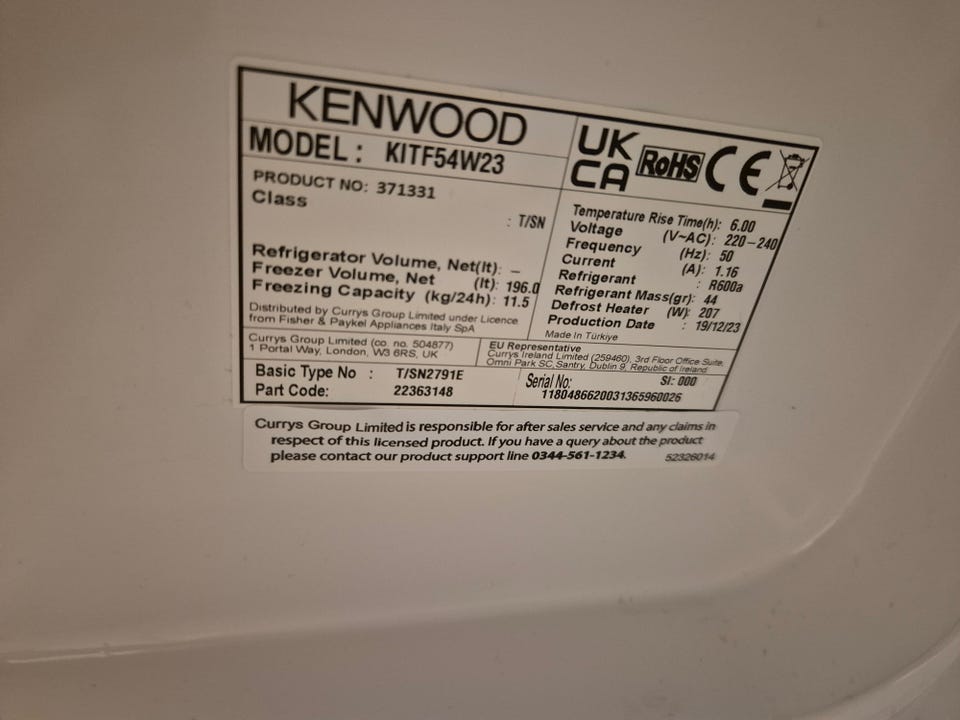 KENWOOD
MODEL : KITF54W23
PRODUCT NO: 371331
Class : T/SN
Refrigerator Volume, Net(lt): –
Freezer Volume, Net (lt): 196.0
Freezing Capacity (kg/24h): 11.5
Distributed by Currys Group Limited under Licence
from Fisher & Paykel Appliances Italy SpA
UK
CA
RoHS CE
Temperature Rise Time(h): 6.00
Voltage (V~AC): 220–240
Frequency (Hz): 50
Current (A): 1.16
Refrigerant : R600a
Refrigerant Mass(gr): 44
Defrost Heater (W): 207
Production Date : 19/12/23
Made in Türkiye
Currys Group Limited (co. no. 504877)
1 Portal Way, London, W3 6RS, UK
EU Representative
Currys Ireland Limited (259460), 3rd Floor Office Suite,
Omni Park SC, Santry, Dublin 9, Republic of Ireland
Basic Type No : T/SN2791E
Part Code: 22363148
Serial No: SI: 000
1180486620031365960026
Currys Group Limited is responsible for after sales service and any claims in
respect of this licensed product. If you have a query about the product
please contact our product support line 0344-561-1234.
52326014